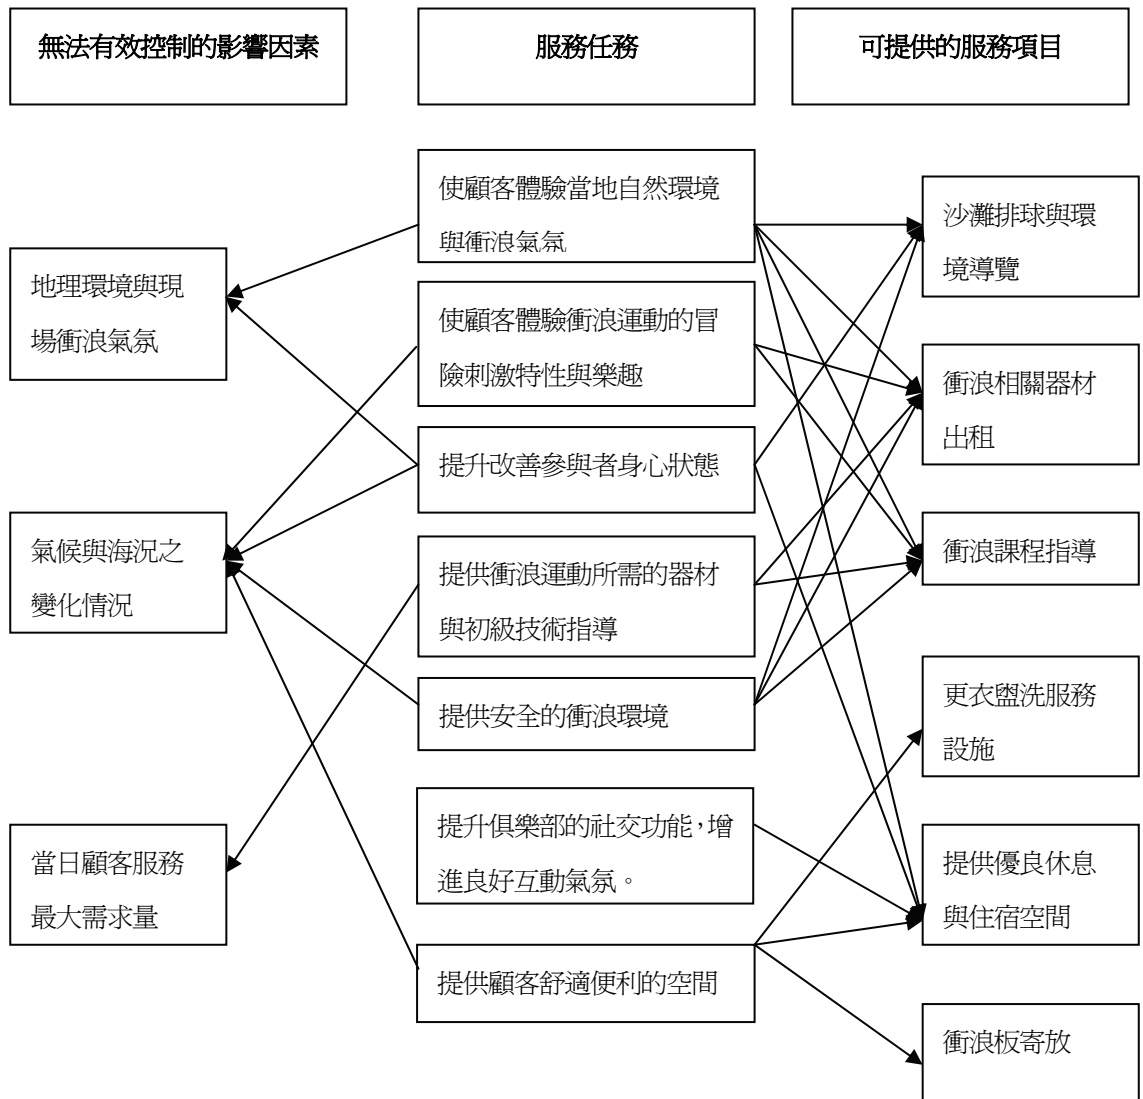 無法有效控制的影響因素
服務任務
可提供的服務項目
地理環境與現
場衝浪氣氛
氣候與海況之
變化情況
當日顧客服務
最大需求量
使顧客體驗當地自然環境
與衝浪氣氛
使顧客體驗衝浪運動的冒
險刺激特性與樂趣
提升改善參與者身心狀態
提供衝浪運動所需的器材
與初級技術指導
提供安全的衝浪環境
提升俱樂部的社交功能，增
進良好互動氣氛。
提供顧客舒適便利的空間
沙灘排球與環
境導覽
衝浪相關器材
出租
衝浪課程指導
更衣盥洗服務
設施
提供優良休息
與住宿空間
衝浪板寄放